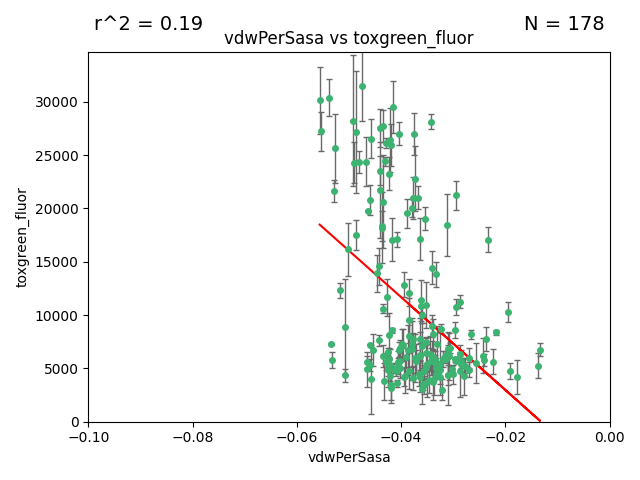 r^2 = 0.19
N = 178
vdwPerSasa vs toxgreen_fluor
30000
25000
20000
15000
10000
5000
0
toxgreen_fluor
−0.10
−0.08
−0.06
−0.04
−0.02
0.00
vdwPerSasa